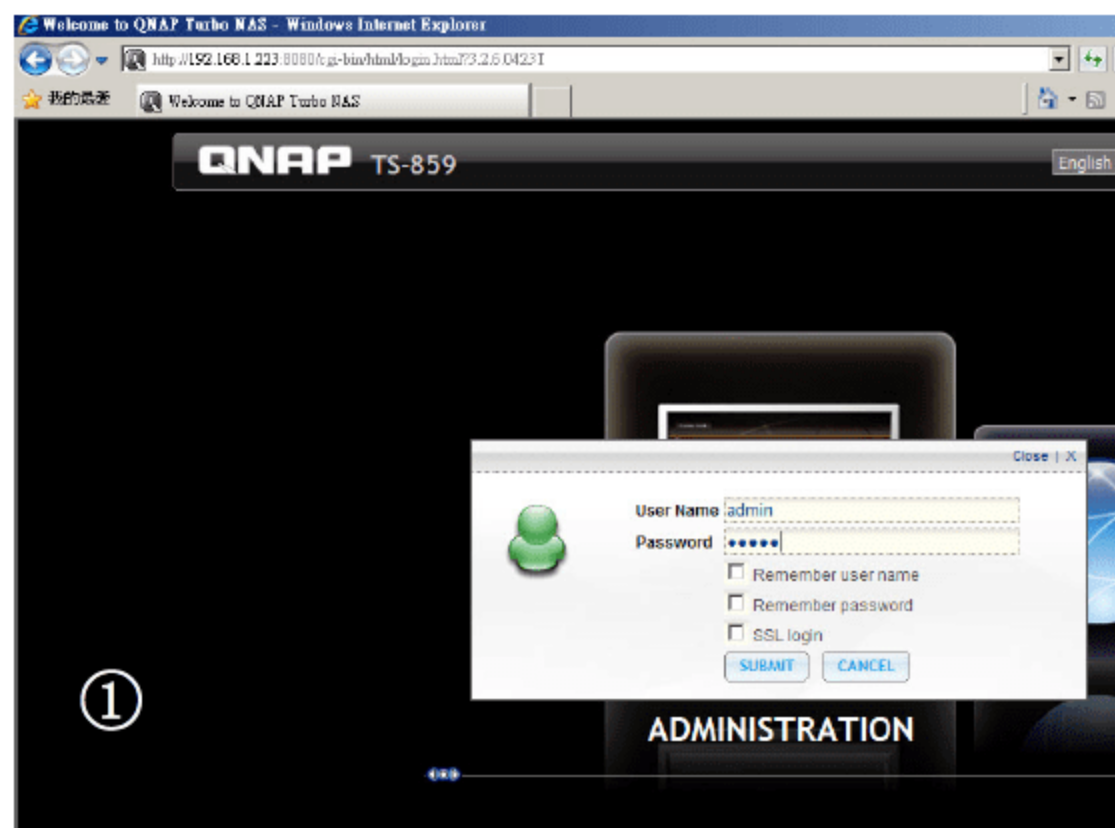 Welcome to QNAP Turbo NAS - Windows Internet Explorer
http://192.168.1.223:8080/cgi-bin/html/login.html?3.2.6.0423T
我的最愛
Welcome to QNAP Turbo NAS
QNAP TS-859
English
Close | X
User Name admin
Password •••••
Remember user name
Remember password
SSL login
SUBMIT CANCEL
①
ADMINISTRATION